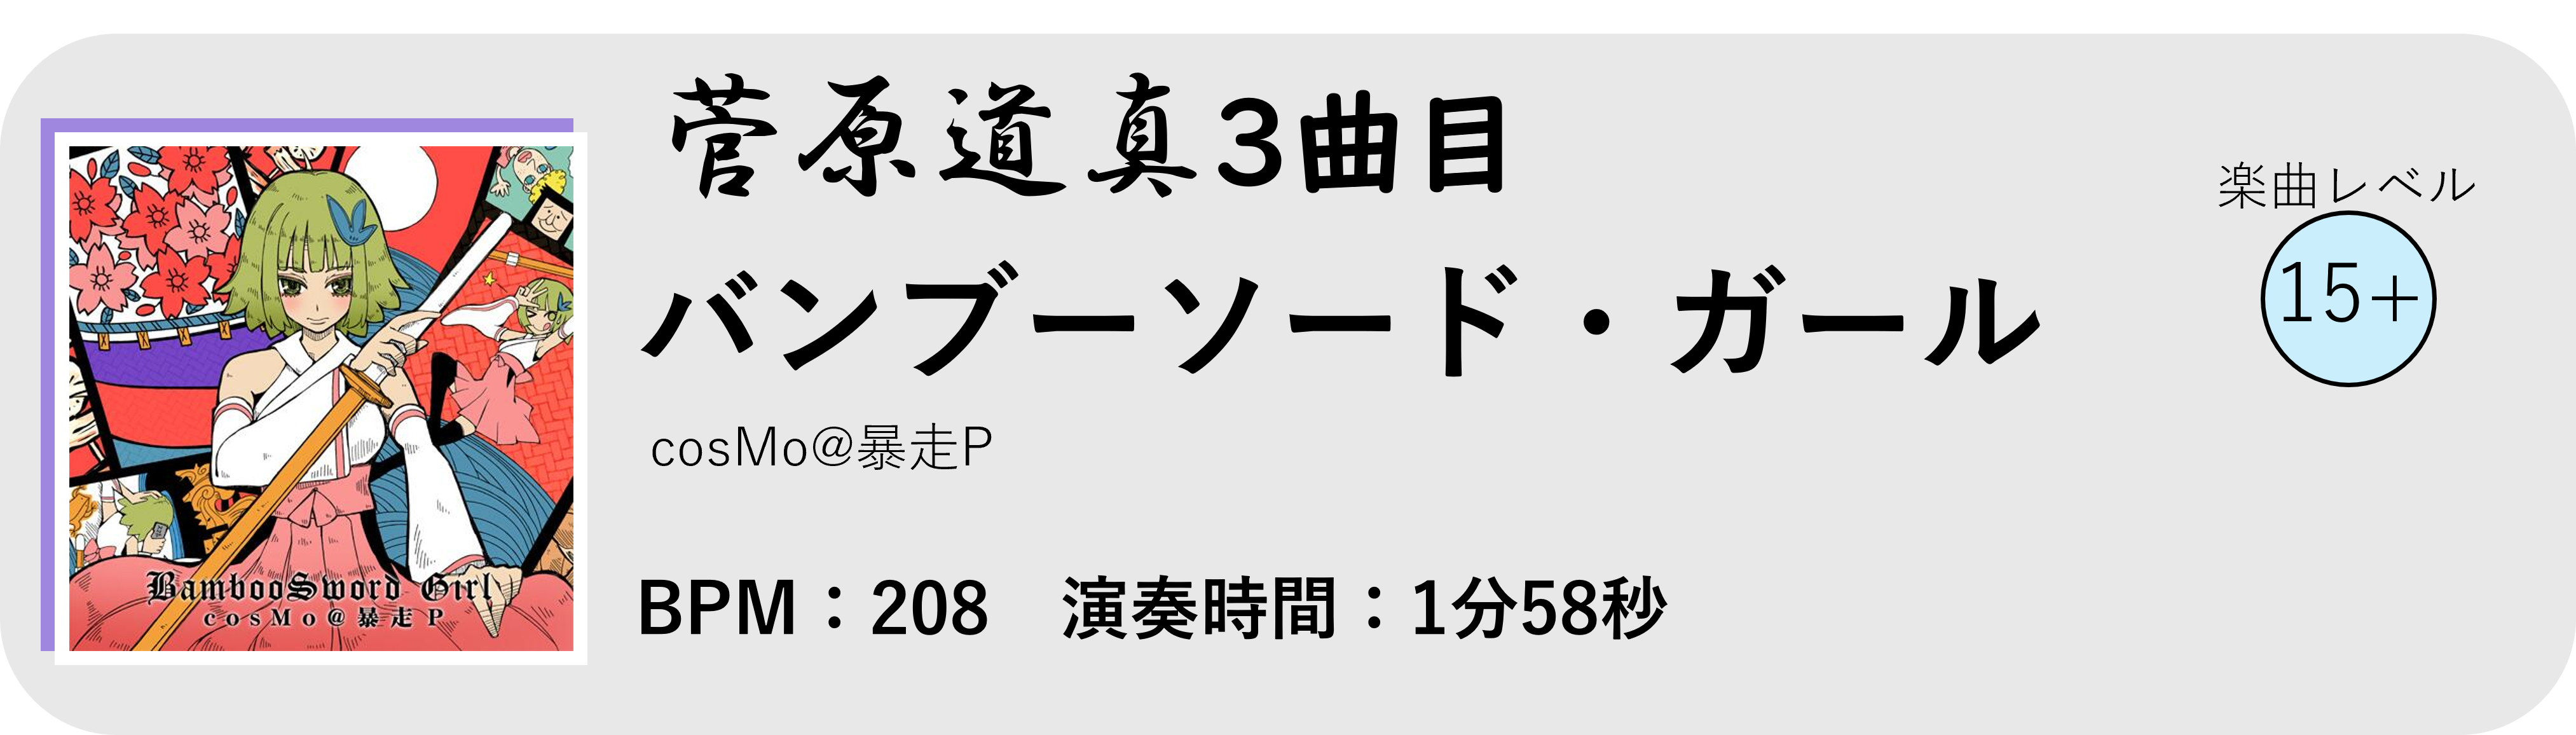 菅原道真3曲目
バンブーソード・ガール
cosMo@暴走P
BPM：208　演奏時間：1分58秒
楽曲レベル
15+
BambooSword Girl
cosMo@暴走P